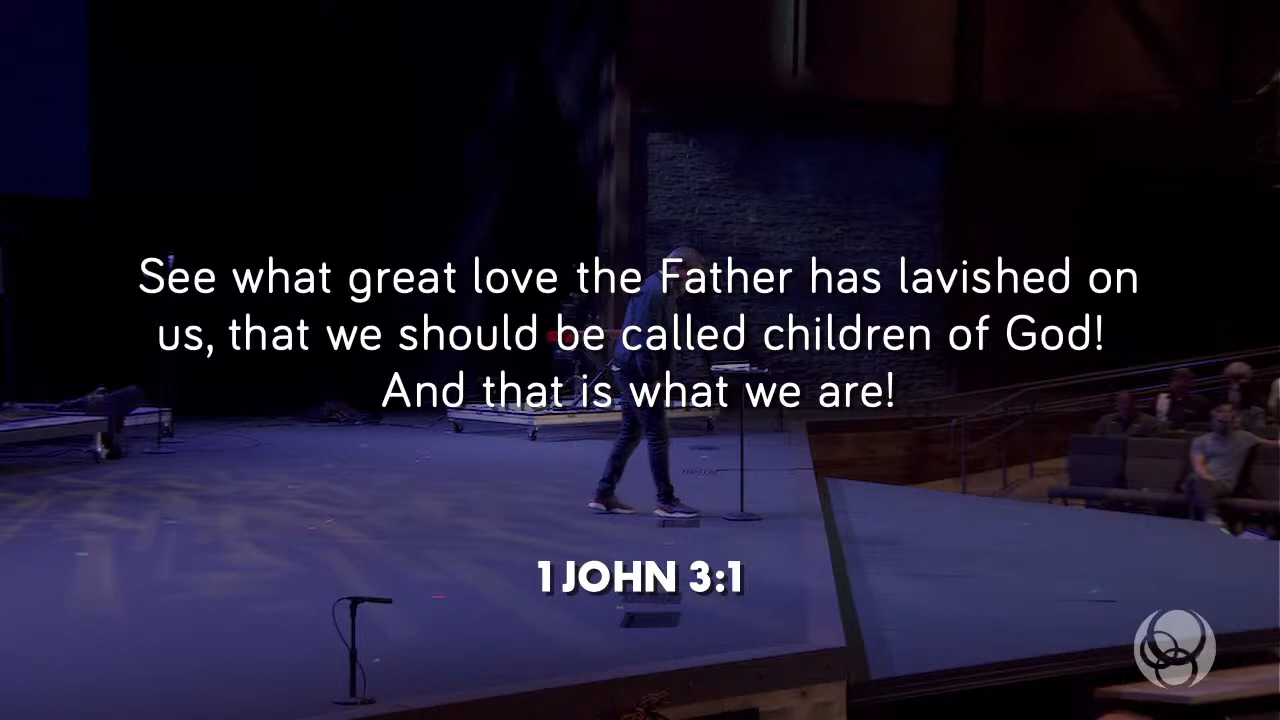 See what great love the Father has lavished on
us, that we should be called children of God!
And that is what we are!
1 JOHN 3:1